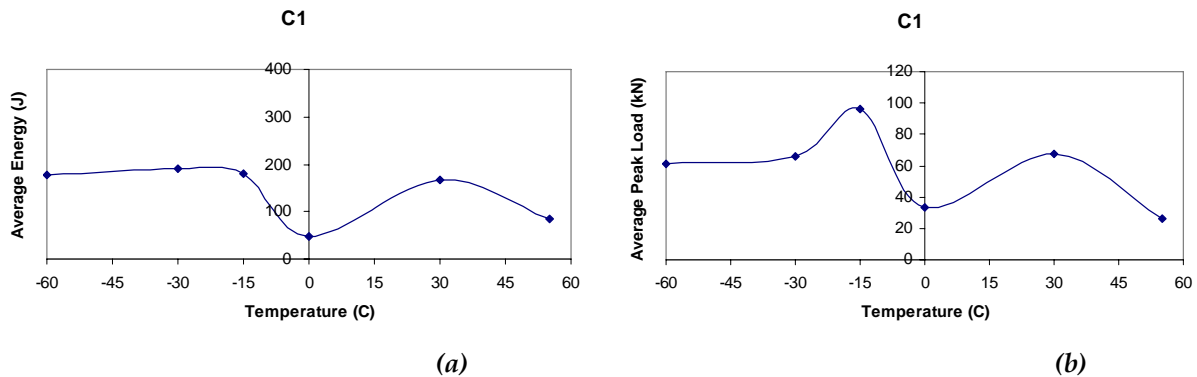 C1
400
300
200
100
0
-60 -45 -30 -15 0 15 30 45 60
Average Energy (J)
Temperature (C)
(a)
C1
120
100
80
60
40
20
0
-60 -45 -30 -15 0 15 30 45 60
Average Peak Load (kN)
Temperature (C)
(b)